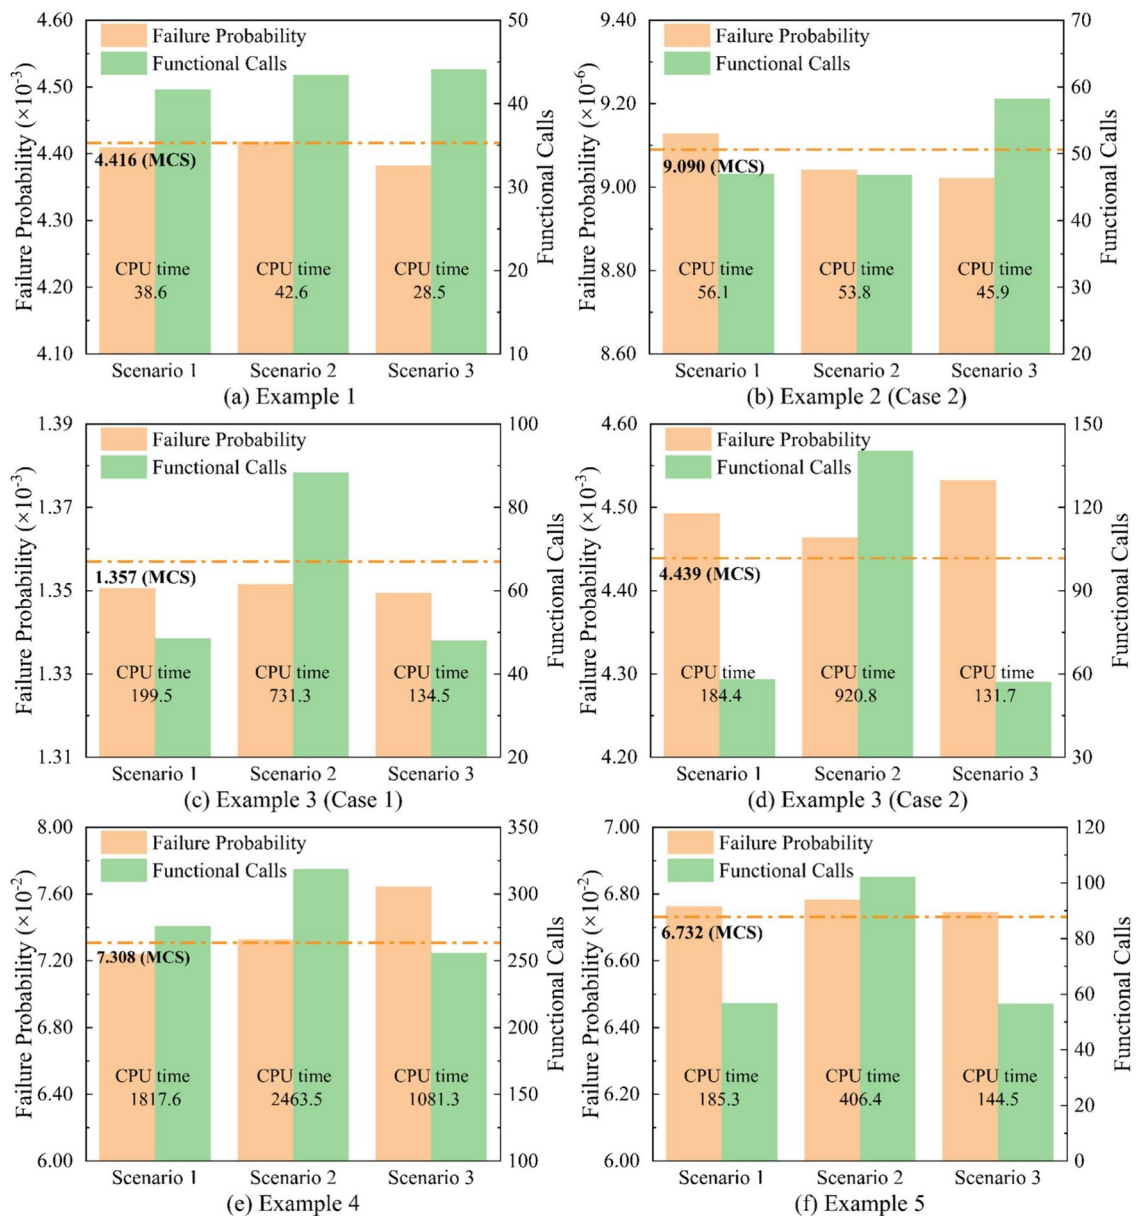 4.60
4.50
4.40
4.30
4.20
4.10
Failure Probability (×10⁻³)
Failure Probability
Functional Calls
4.416 (MCS)
CPU time
38.6
CPU time
42.6
CPU time
28.5
50
40
30
20
10
Functional Calls
Scenario 1 Scenario 2 Scenario 3
(a) Example 1
9.40
9.20
9.00
8.80
8.60
Failure Probability (×10⁻⁶)
Failure Probability
Functional Calls
9.090 (MCS)
CPU time
56.1
CPU time
53.8
CPU time
45.9
70
60
50
40
30
20
Functional Calls
Scenario 1 Scenario 2 Scenario 3
(b) Example 2 (Case 2)
1.39
1.37
1.35
1.33
1.31
Failure Probability (×10⁻³)
Failure Probability
Functional Calls
1.357 (MCS)
CPU time
199.5
CPU time
731.3
CPU time
134.5
100
80
60
40
20
Functional Calls
Scenario 1 Scenario 2 Scenario 3
(c) Example 3 (Case 1)
4.60
4.50
4.40
4.30
4.20
Failure Probability (×10⁻³)
Failure Probability
Functional Calls
4.439 (MCS)
CPU time
184.4
CPU time
920.8
CPU time
131.7
150
120
90
60
30
Functional Calls
Scenario 1 Scenario 2 Scenario 3
(d) Example 3 (Case 2)
8.00
7.60
7.20
6.80
6.40
6.00
Failure Probability (×10⁻²)
Failure Probability
Functional Calls
7.308 (MCS)
CPU time
1817.6
CPU time
2463.5
CPU time
1081.3
350
300
250
200
150
100
Functional Calls
Scenario 1 Scenario 2 Scenario 3
(e) Example 4
7.00
6.80
6.60
6.40
6.20
6.00
Failure Probability (×10⁻²)
Failure Probability
Functional Calls
6.732 (MCS)
CPU time
185.3
CPU time
406.4
CPU time
144.5
120
100
80
60
40
20
0
Functional Calls
Scenario 1 Scenario 2 Scenario 3
(f) Example 5